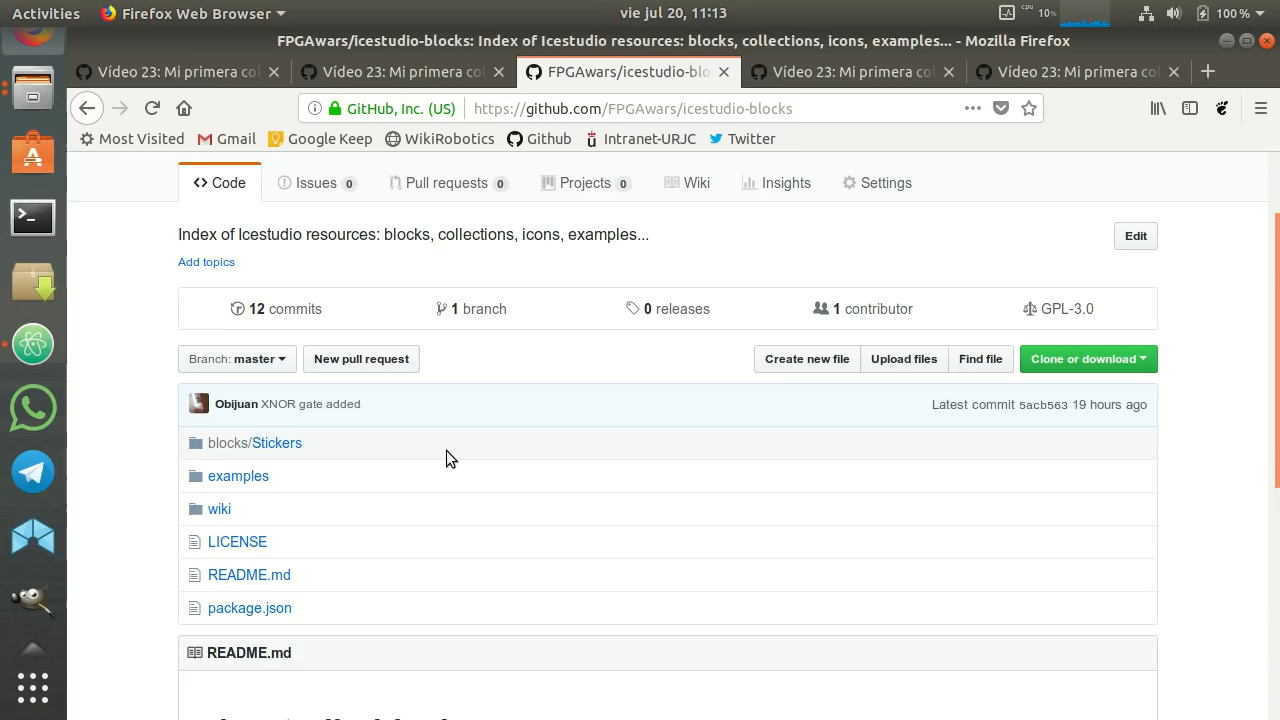 Activities Firefox Web Browser vie jul 20, 11:13 cpu 10% 100%
FPGAwars/icestudio-blocks: Index of Icestudio resources: blocks, collections, icons, examples... - Mozilla Firefox
Vídeo 23: Mi primera col Vídeo 23: Mi primera col FPGAwars/icestudio-blo Vídeo 23: Mi primera col Vídeo 23: Mi primera col
GitHub, Inc. (US) https://github.com/FPGAwars/icestudio-blocks
Most Visited Gmail Google Keep WikiRobotics Github Intranet-URJC Twitter
Code Issues 0 Pull requests 0 Projects 0 Wiki Insights Settings
Index of Icestudio resources: blocks, collections, icons, examples... Edit
Add topics
12 commits 1 branch 0 releases 1 contributor GPL-3.0
Branch: master New pull request Create new file Upload files Find file Clone or download
Obijuan XNOR gate added Latest commit 5acb563 19 hours ago
blocks/Stickers
examples
wiki
LICENSE
README.md
package.json
README.md